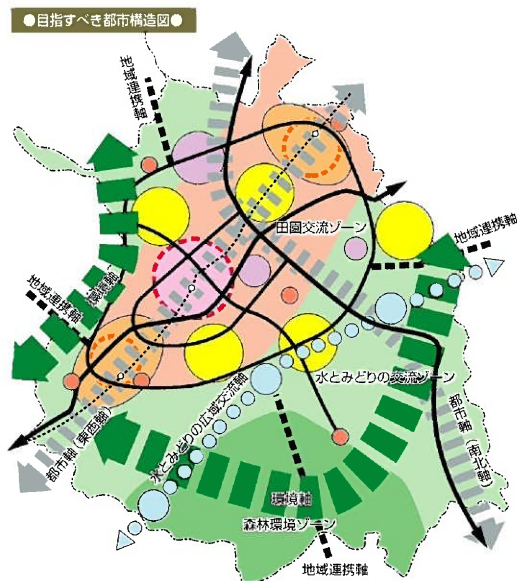 ●目指すべき都市構造図●
地域連携軸
田園交流ゾーン
地域連携軸
地域連携軸
環境軸
水とみどりの交流ゾーン
水とみどりの広域交流軸
都市軸(東西軸)
都市軸(南北軸)
環境軸
森林環境ゾーン
地域連携軸